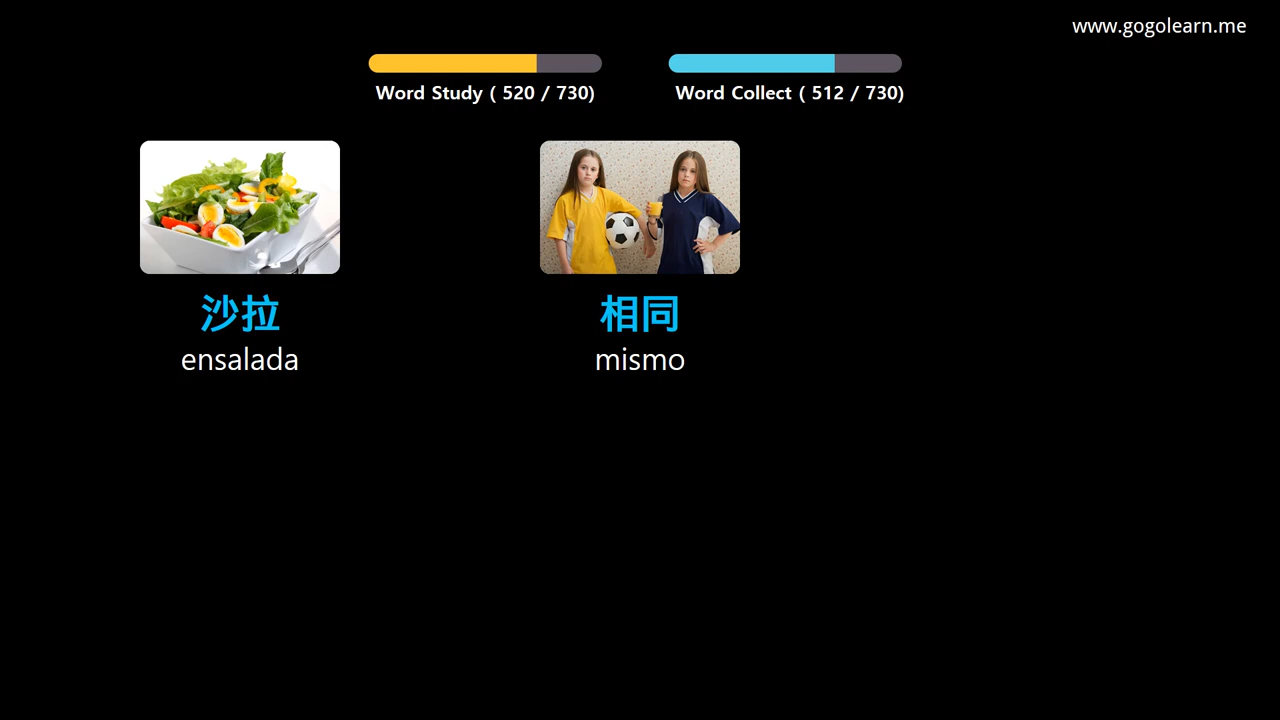 www.gogolearn.me
Word Study ( 520 / 730)
Word Collect ( 512 / 730)
沙拉
ensalada
相同
mismo